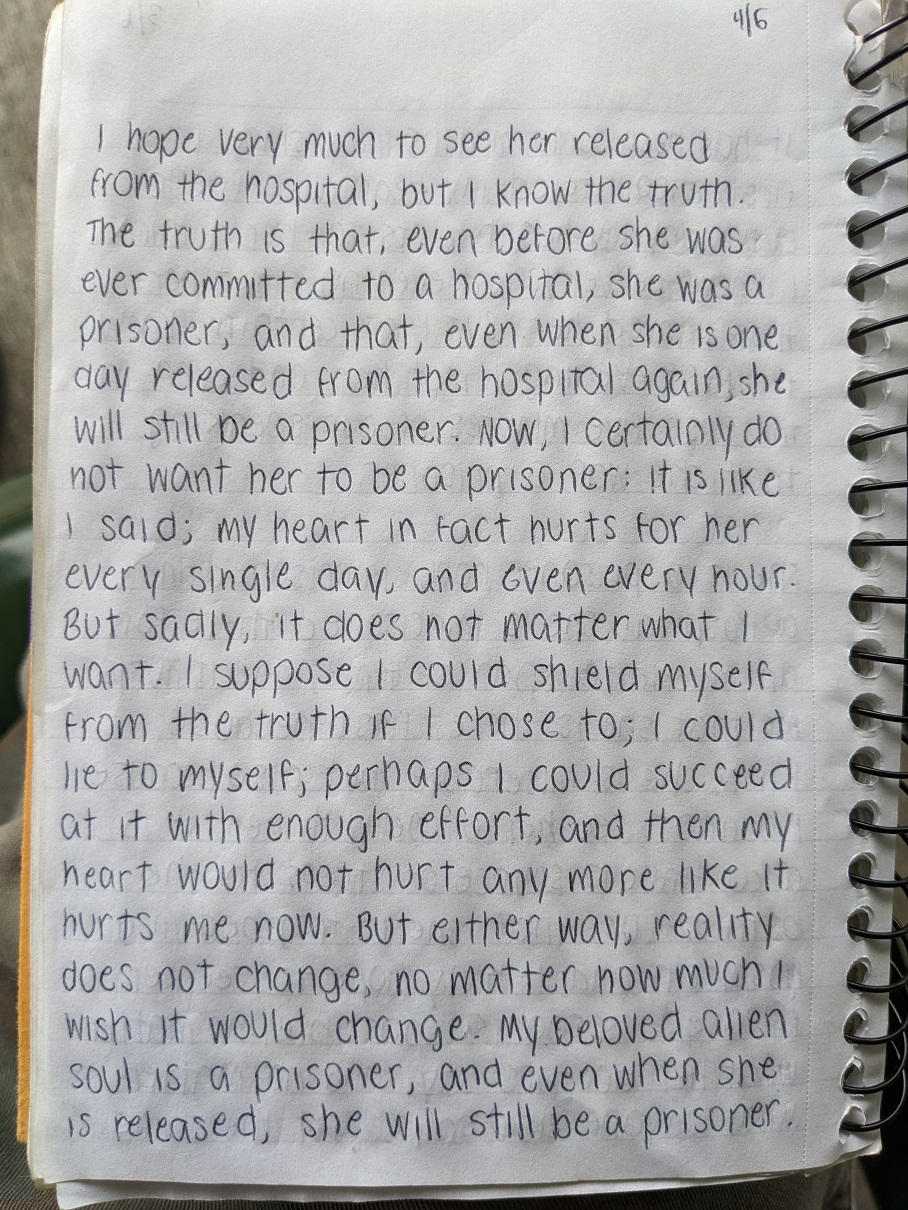 4/6
I hope very much to see her released
from the hospital, but I know the truth.
The truth is that, even before she was
ever committed to a hospital, she was a
prisoner, and that, even when she is one
day released from the hospital again, she
will still be a prisoner. Now, I certainly do
not want her to be a prisoner: it is like
I said; my heart in fact hurts for her
every single day, and even every hour.
But sadly, it does not matter what I
want. I suppose I could shield myself
from the truth if I chose to; I could
lie to myself; perhaps I could succeed
at it with enough effort, and then my
heart would not hurt any more like it
hurts me now. But either way, reality
does not change, no matter how much I
wish it would change. My beloved alien
soul is a prisoner, and even when she
is released, she will still be a prisoner.